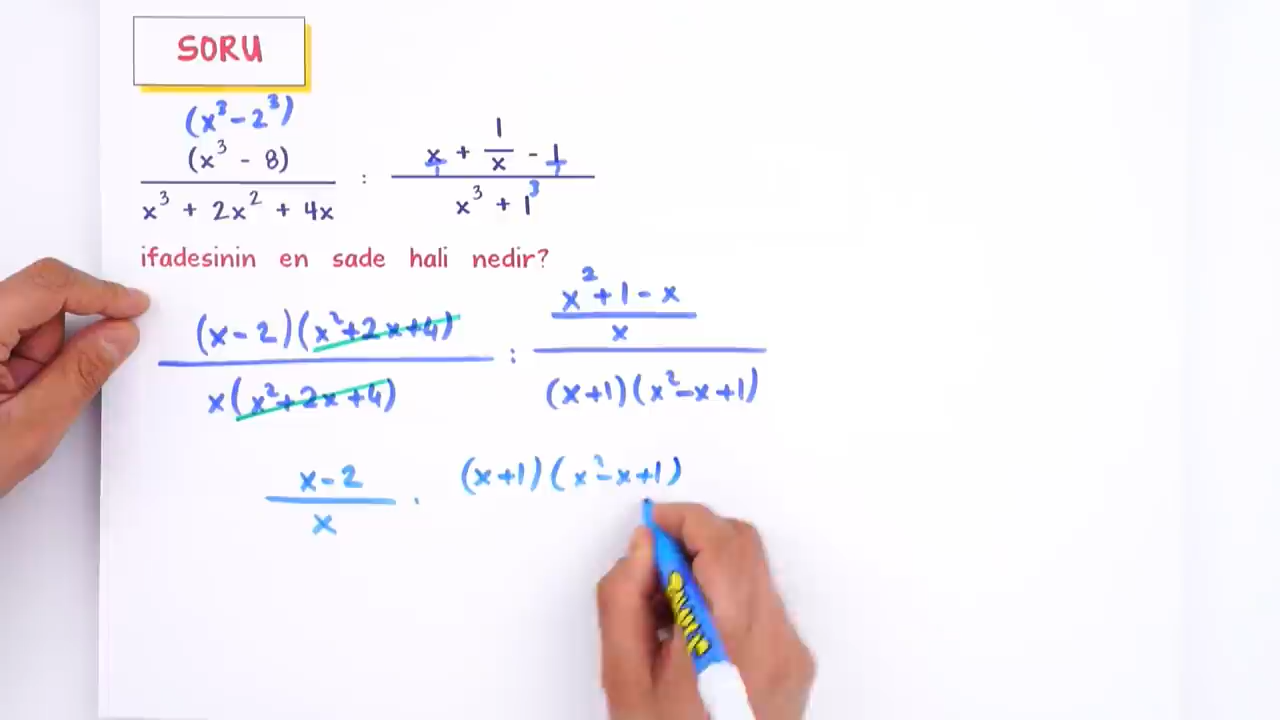 SORU
(x³ - 2³)
(x³ - 8)
x³ + 2x² + 4x
:
x + 1/x - 1
x³ + 1³
ifadesinin en sade hali nedir?
(x - 2)(x² + 2x + 4)
x(x² + 2x + 4)
:
x² + 1 - x
x
(x + 1)(x² - x + 1)
x - 2
x
.
(x + 1)(x² - x + 1)